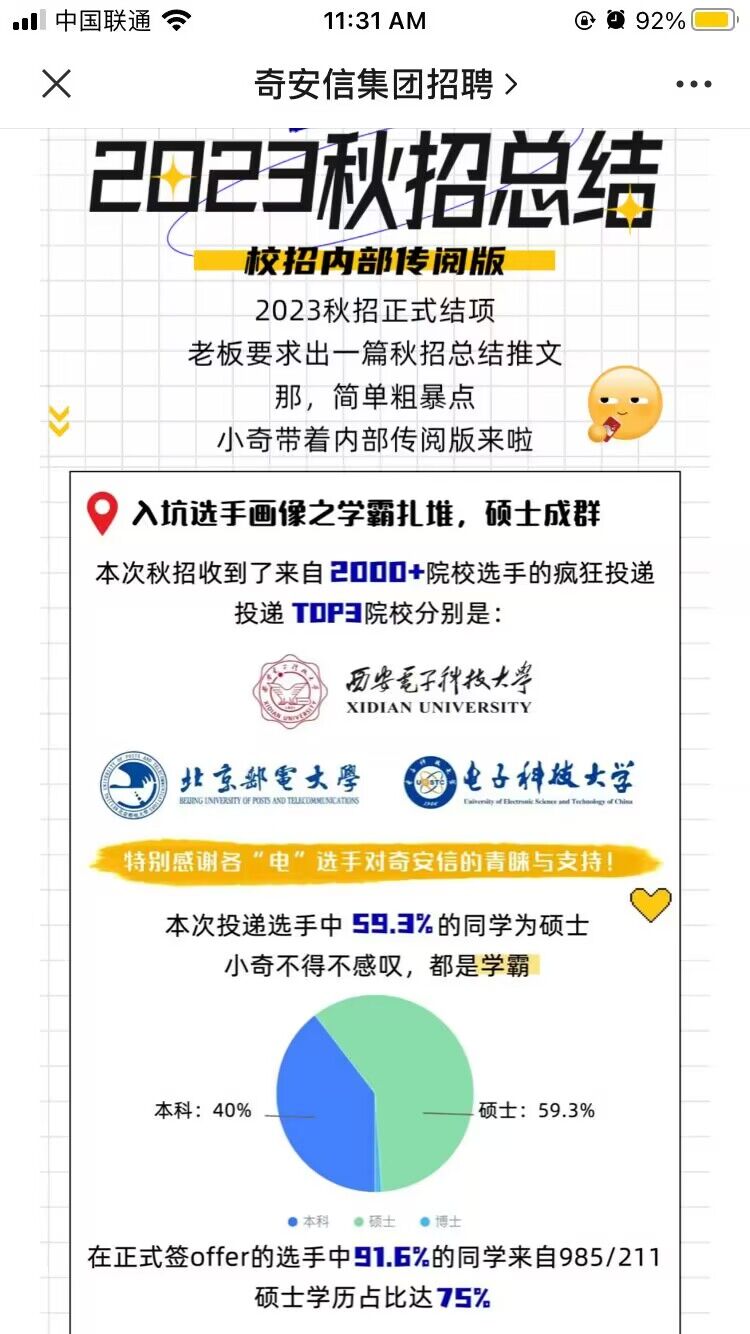 中国联通 11:31 AM 92%
奇安信集团招聘
2023秋招总结
校招内部传阅版
2023秋招正式结项
老板要求出一篇秋招总结推文
那，简单粗暴点
小奇带着内部传阅版来啦
入坑选手画像之学霸扎堆，硕士成群
本次秋招收到了来自2000+院校选手的疯狂投递
投递 TOP3院校分别是：
西安电子科技大学
XIDIAN UNIVERSITY
北京郵電大學
BEIJING UNIVERSITY OF POSTS AND TELECOMMUNICATIONS
电子科技大学
University of Electronic Science and Technology of China
特别感谢各“电”选手对奇安信的青睐与支持！
本次投递选手中 59.3% 的同学为硕士
小奇不得不感叹，都是学霸
本科：40%
硕士：59.3%
本科 硕士 博士
在正式签offer的选手中91.6%的同学来自985/211
硕士学历占比达75%